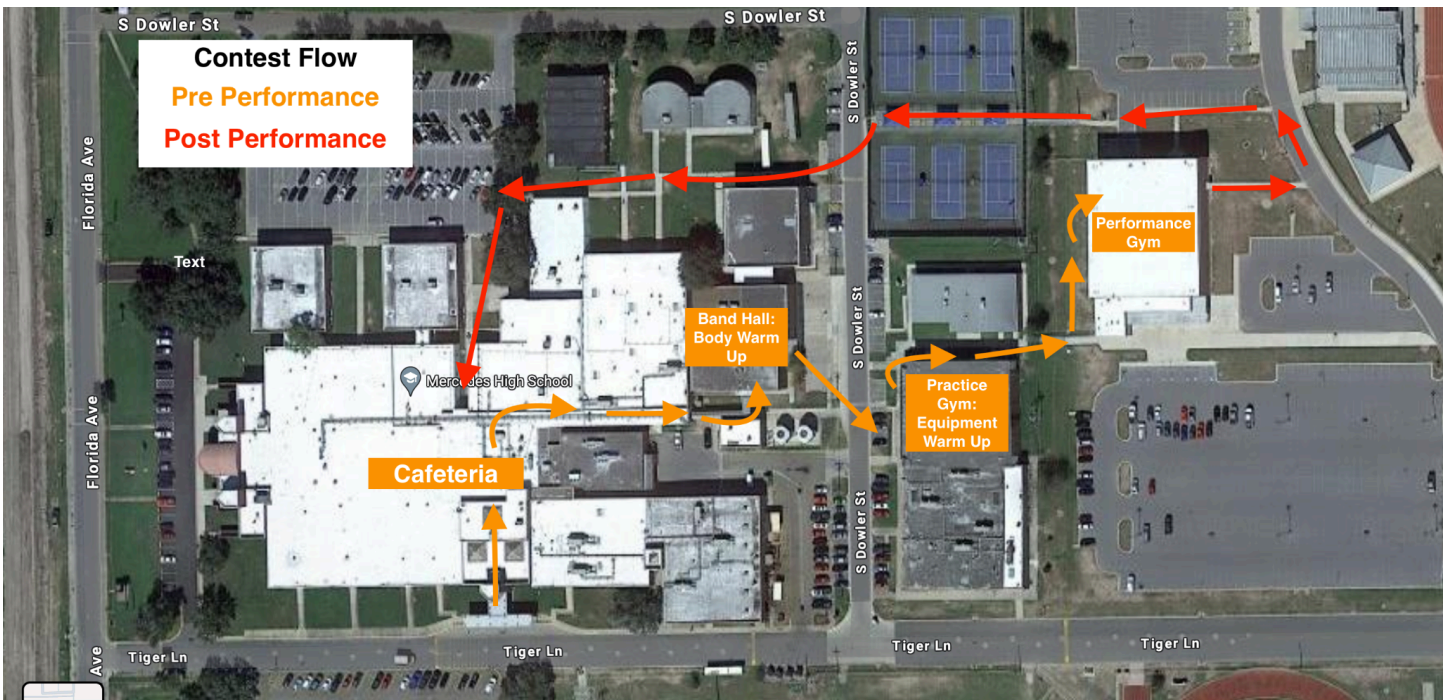 S Dowler St
S Dowler St
Contest Flow
Pre Performance
Post Performance
S Dowler St
Florida Ave
Text
Performance
Gym
Band Hall:
Body Warm
Up
S Dowler St
Mercedes High School
Practice
Gym:
Equipment
Warm Up
Florida Ave
Cafeteria
S Dowler St
Ave
Tiger Ln
Tiger Ln
Tiger Ln
Tiger Ln